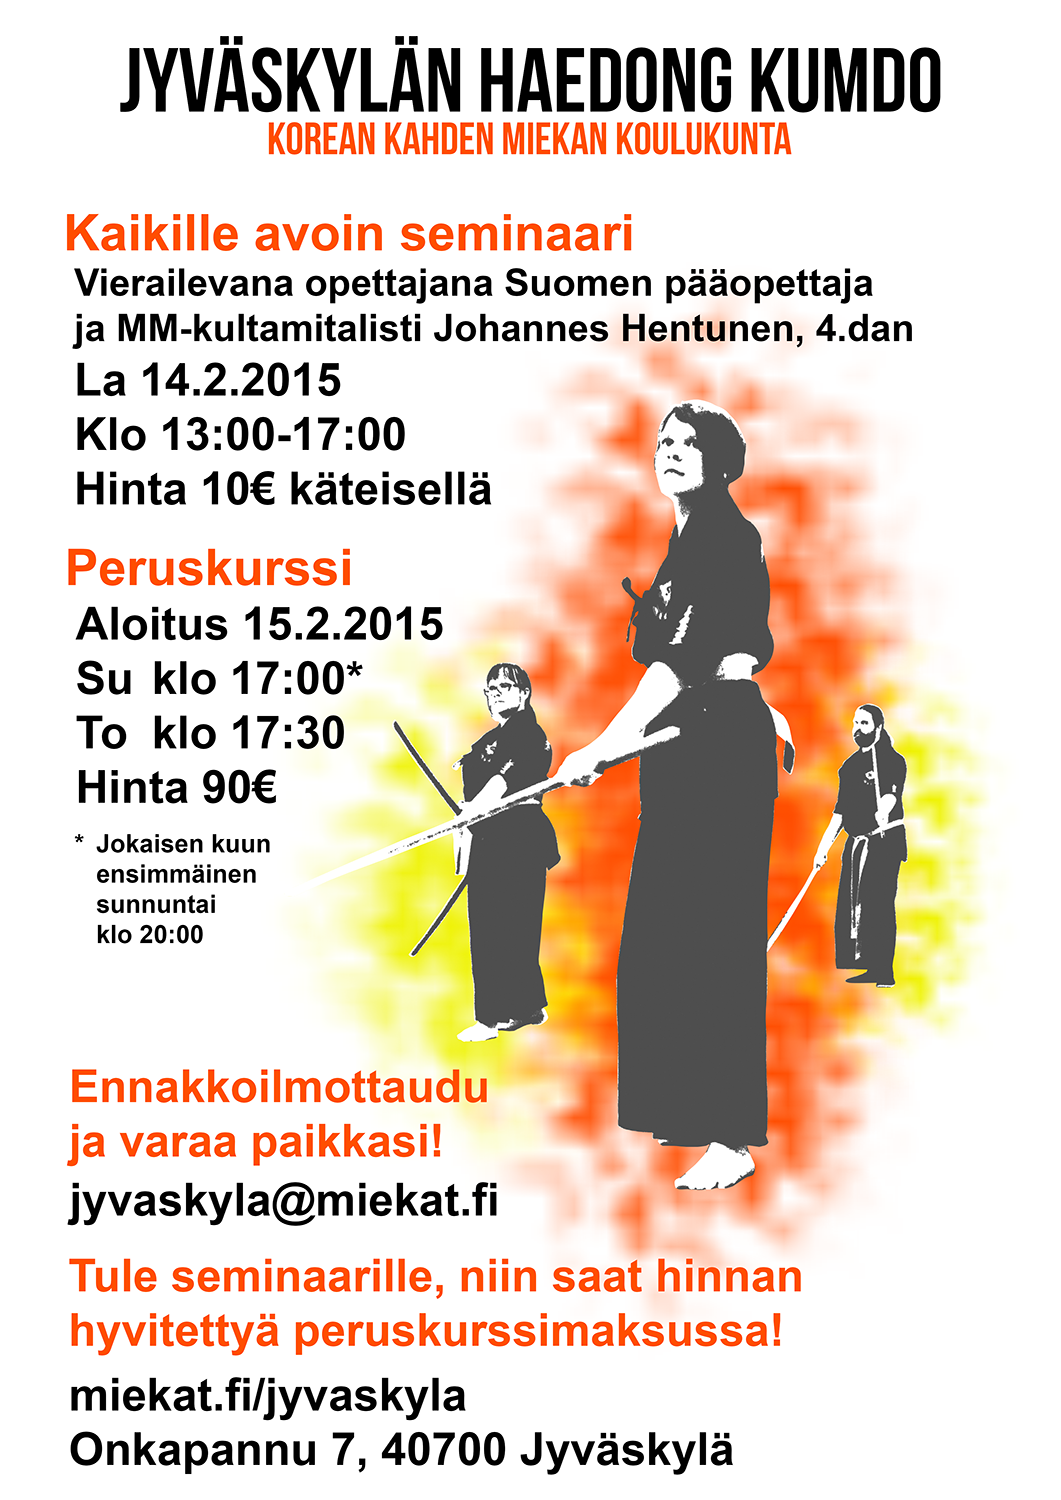 JYVÄSKYLÄN HAEDONG KUMDO
KOREAN KAHDEN MIEKAN KOULUKUNTA
Kaikille avoin seminaari
Vierailevana opettajana Suomen pääopettaja
ja MM-kultamitalisti Johannes Hentunen, 4.dan
La 14.2.2015
Klo 13:00-17:00
Hinta 10€ käteisellä
Peruskurssi
Aloitus 15.2.2015
Su klo 17:00*
To klo 17:30
Hinta 90€
* Jokaisen kuun
ensimmäinen
sunnuntai
klo 20:00
Ennakkoilmottaudu
ja varaa paikkasi!
jyvaskyla@miekat.fi
Tule seminaarille, niin saat hinnan
hyvitettyä peruskurssimaksussa!
miekat.fi/jyvaskyla
Onkapannu 7, 40700 Jyväskylä